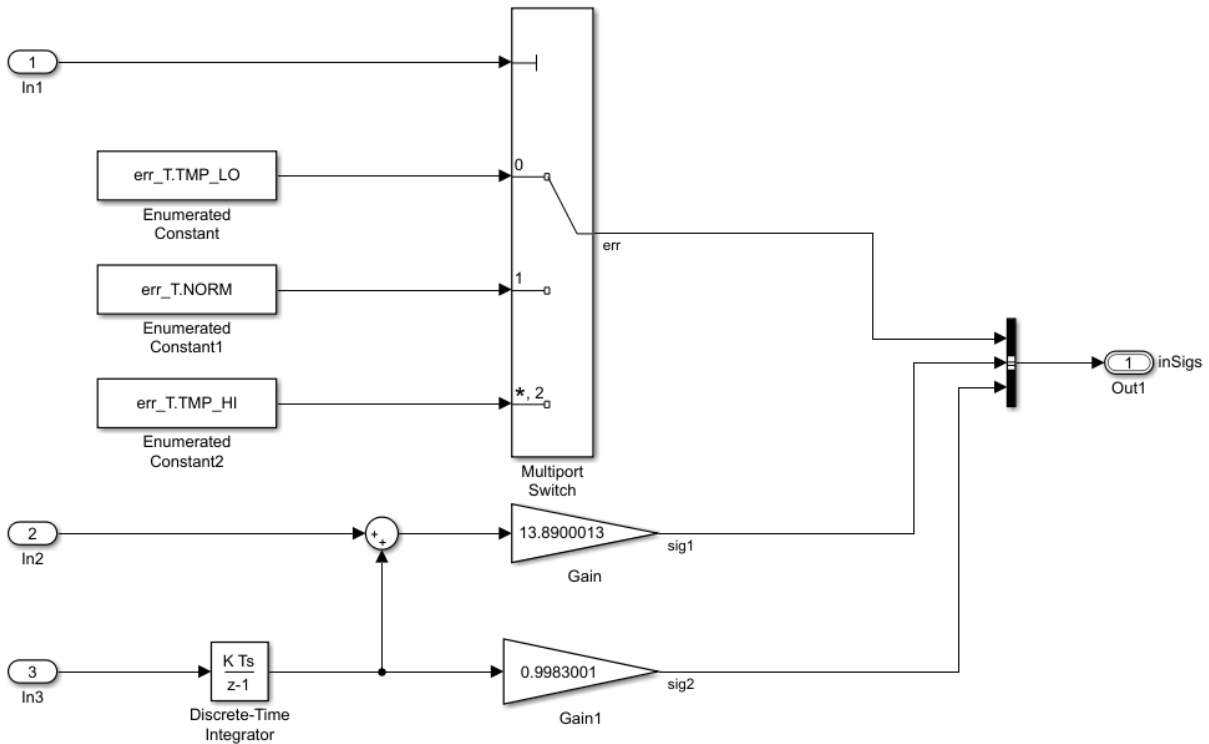 1
In1
err_T.TMP_LO
0
Enumerated
Constant
err
err_T.NORM
1
Enumerated
Constant1
1
inSigs
Out1
err_T.TMP_HI
*, 2
Enumerated
Constant2
Multiport
Switch
2
In2
+
+
13.8900013
sig1
Gain
3
In3
K Ts
z-1
Discrete-Time
Integrator
0.9983001
sig2
Gain1